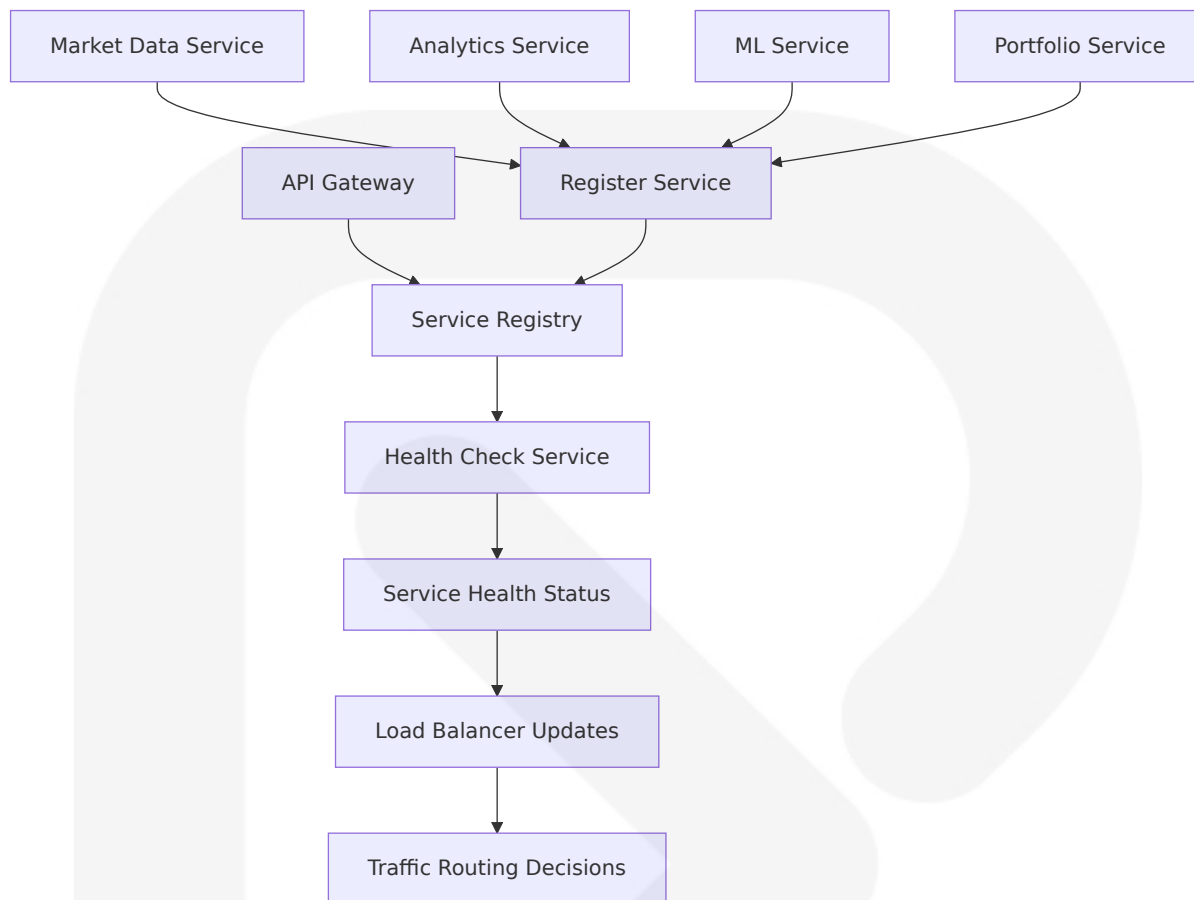 Market Data Service
Analytics Service
ML Service
Portfolio Service
API Gateway
Register Service
Service Registry
Health Check Service
Service Health Status
Load Balancer Updates
Traffic Routing Decisions